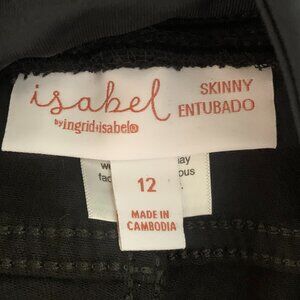 isabel
by ingrid+isabel®
SKINNY
ENTUBADO
12
MADE IN
CAMBODIA